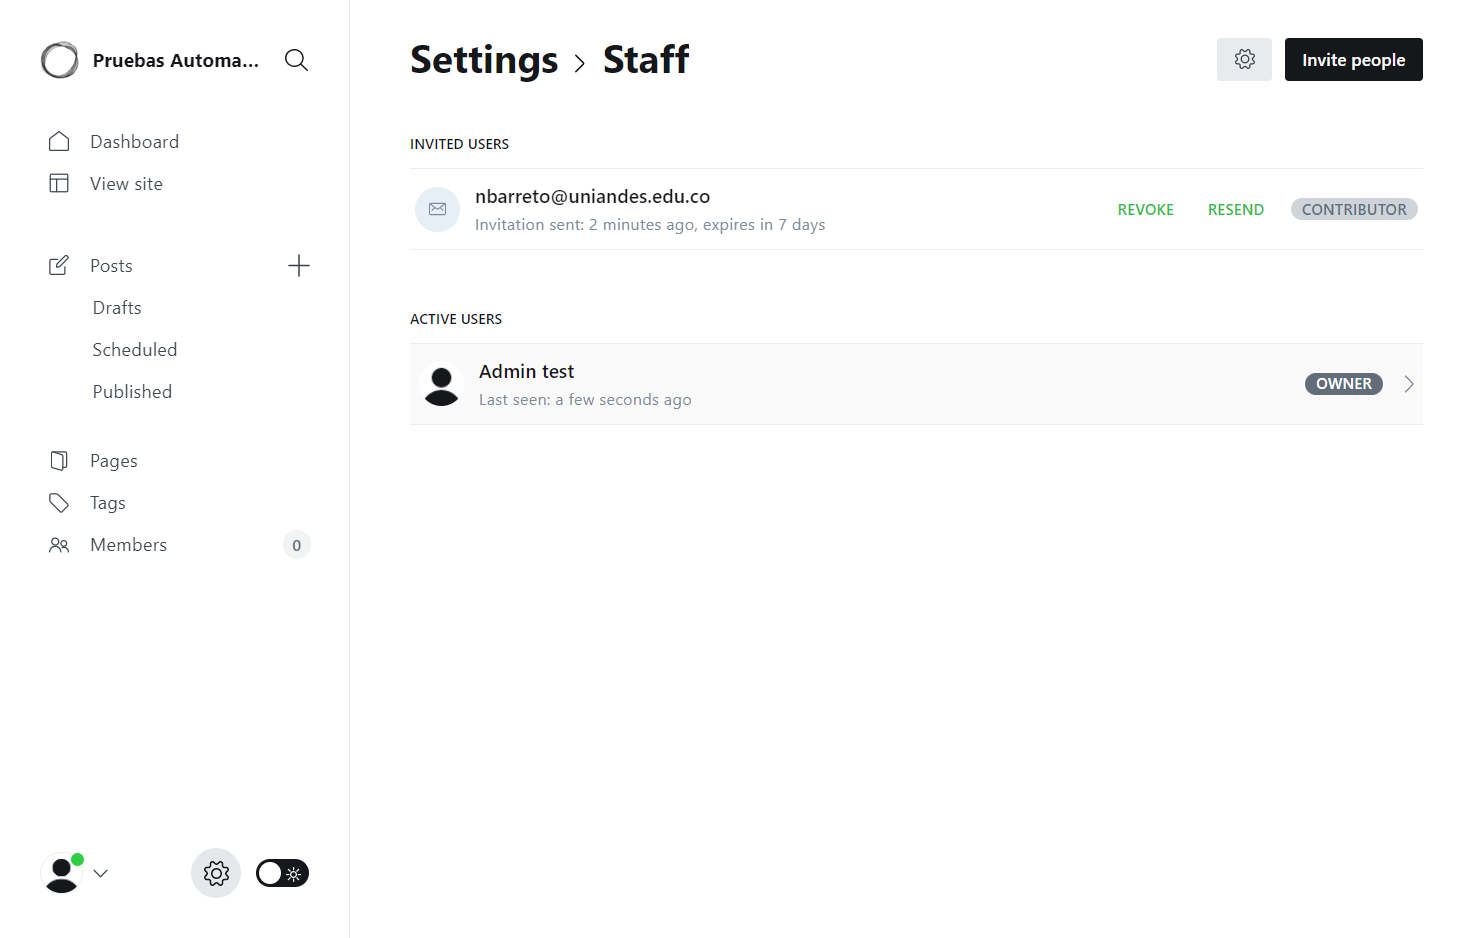 Pruebas Automa...
Dashboard
View site
Posts
Drafts
Scheduled
Published
Pages
Tags
Members 0
Settings > Staff
Invite people
INVITED USERS
nbarreto@uniandes.edu.co
Invitation sent: 2 minutes ago, expires in 7 days
REVOKE RESEND CONTRIBUTOR
ACTIVE USERS
Admin test
Last seen: a few seconds ago
OWNER